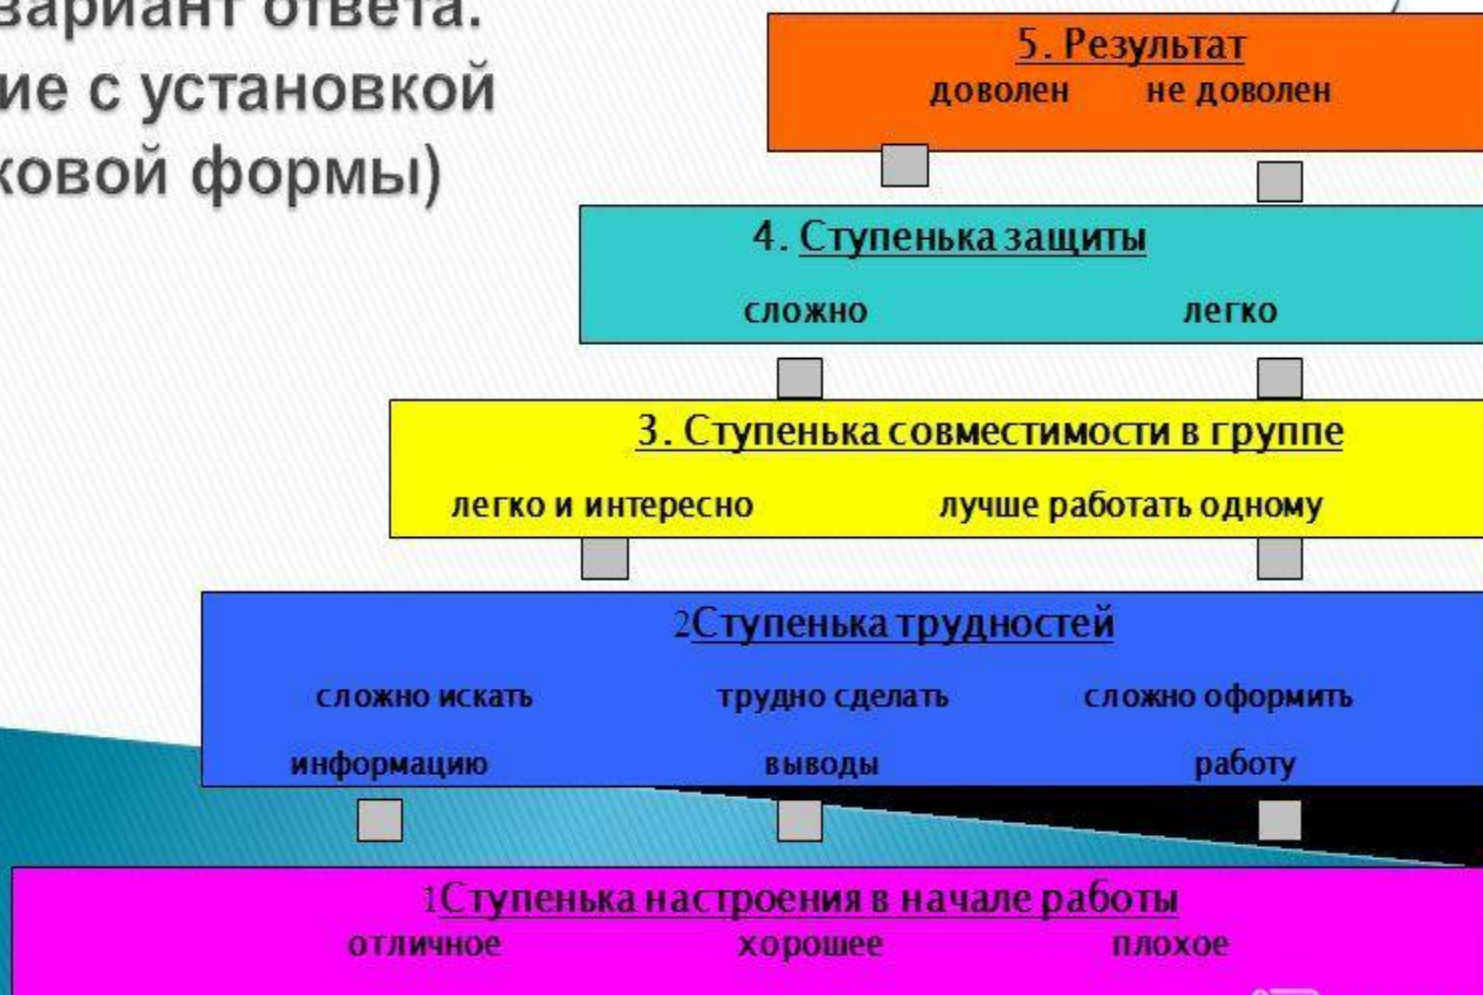 вариант ответа.
ие с установкой
ковой формы)
5. Результат
доволен не доволен
4. Ступенька защиты
сложно легко
3. Ступенька совместимости в группе
легко и интересно лучше работать одному
2Ступенька трудностей
сложно искать трудно сделать сложно оформить
информацию выводы работу
1Ступенька настроения в начале работы
отличное хорошее плохое